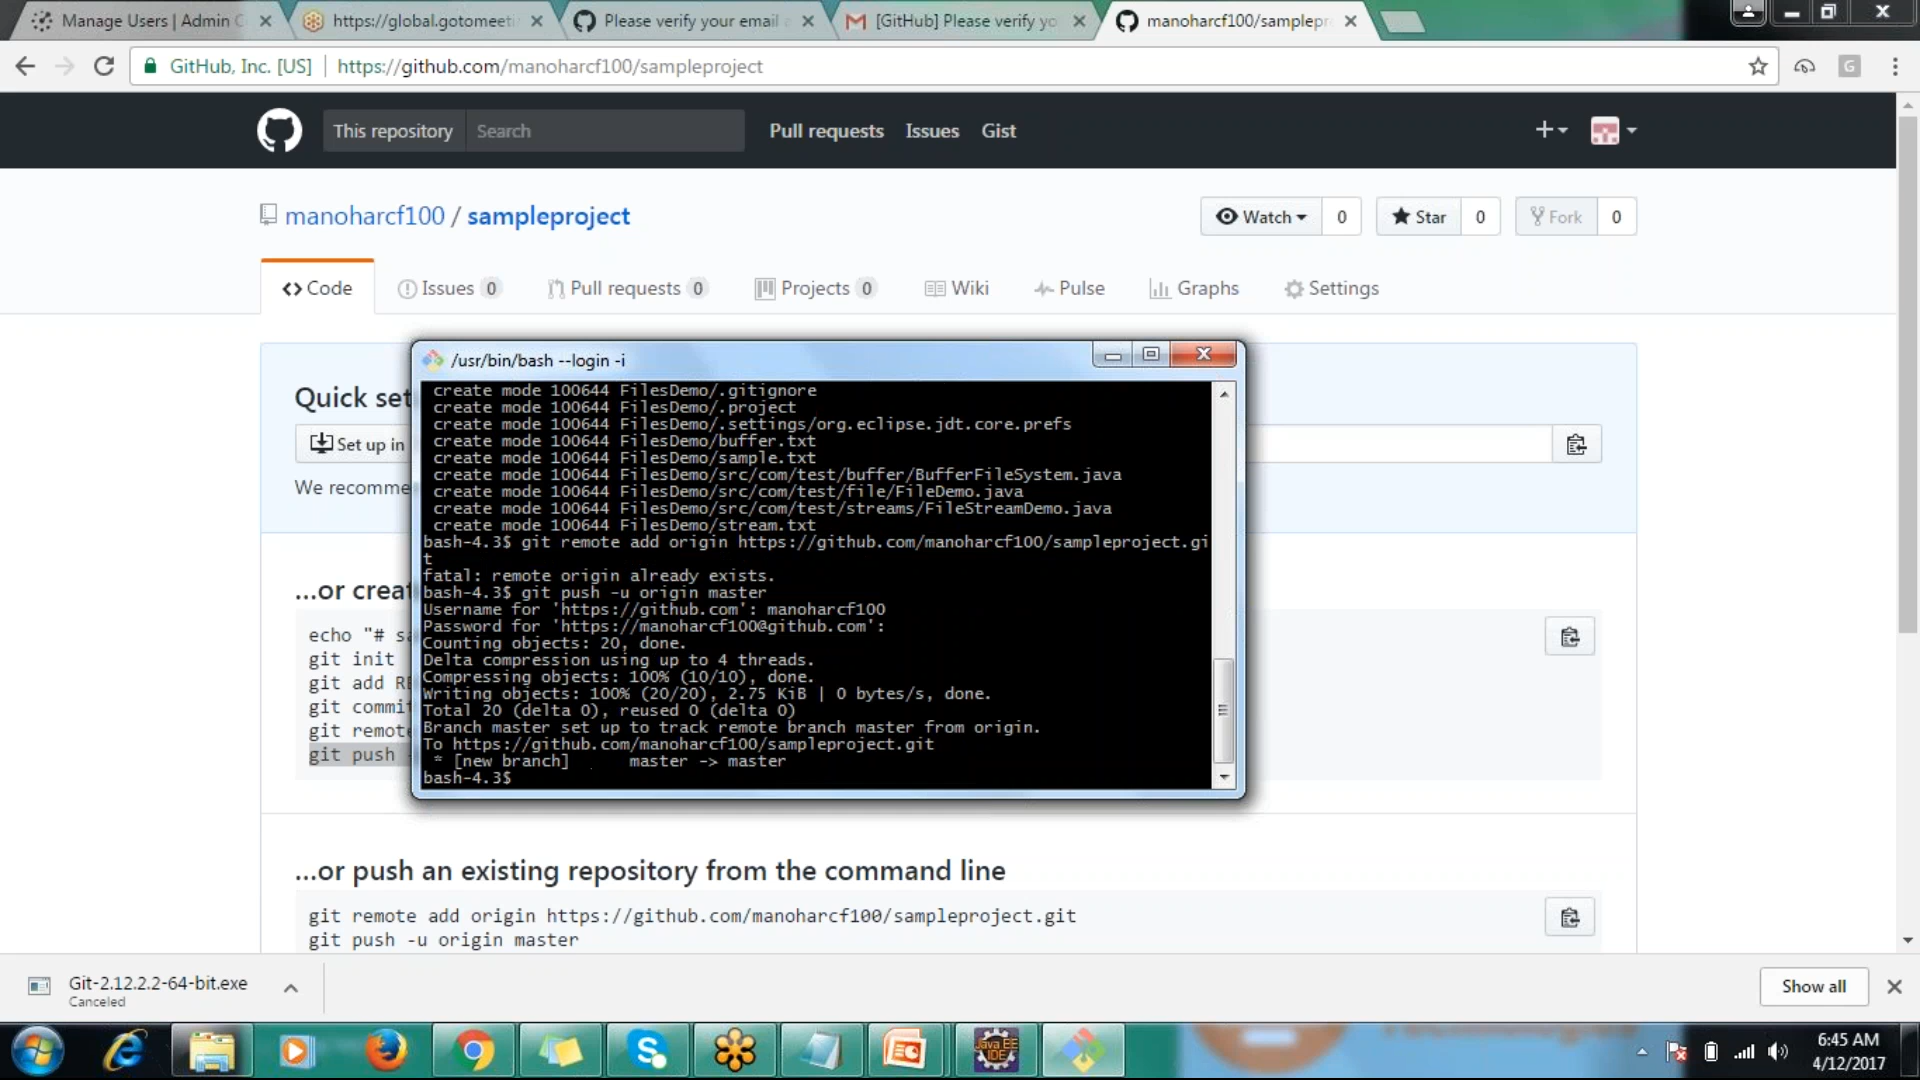 Manage Users | Admin C
https://global.gotomeeti
Please verify your email a
[GitHub] Please verify yo
manoharcf100/samplepr
GitHub, Inc. [US] | https://github.com/manoharcf100/sampleproject
G
This repository
Search
Pull requests
Issues
Gist
manoharcf100 / sampleproject
Watch
0
Star
0
Fork
0
Code
Issues 0
Pull requests 0
Projects 0
Wiki
Pulse
Graphs
Settings
Quick set
Set up in
We recomme
...or creat
echo "# sa
git init
git add RE
git commit
git remote
git push -
/usr/bin/bash --login -i
create mode 100644 FilesDemo/.gitignore
create mode 100644 FilesDemo/.project
create mode 100644 FilesDemo/.settings/org.eclipse.jdt.core.prefs
create mode 100644 FilesDemo/buffer.txt
create mode 100644 FilesDemo/sample.txt
create mode 100644 FilesDemo/src/com/test/buffer/BufferFileSystem.java
create mode 100644 FilesDemo/src/com/test/file/FileDemo.java
create mode 100644 FilesDemo/src/com/test/streams/FileStreamDemo.java
create mode 100644 FilesDemo/stream.txt
bash-4.3$ git remote add origin https://github.com/manoharcf100/sampleproject.gi
t
fatal: remote origin already exists.
bash-4.3$ git push -u origin master
Username for 'https://github.com': manoharcf100
Password for 'https://manoharcf100@github.com':
Counting objects: 20, done.
Delta compression using up to 4 threads.
Compressing objects: 100% (10/10), done.
Writing objects: 100% (20/20), 2.75 KiB | 0 bytes/s, done.
Total 20 (delta 0), reused 0 (delta 0)
Branch master set up to track remote branch master from origin.
To https://github.com/manoharcf100/sampleproject.git
* [new branch]      master -> master
bash-4.3$
...or push an existing repository from the command line
git remote add origin https://github.com/manoharcf100/sampleproject.git
git push -u origin master
Git-2.12.2.2-64-bit.exe
Canceled
Show all
Java EE
IDE
6:45 AM
4/12/2017